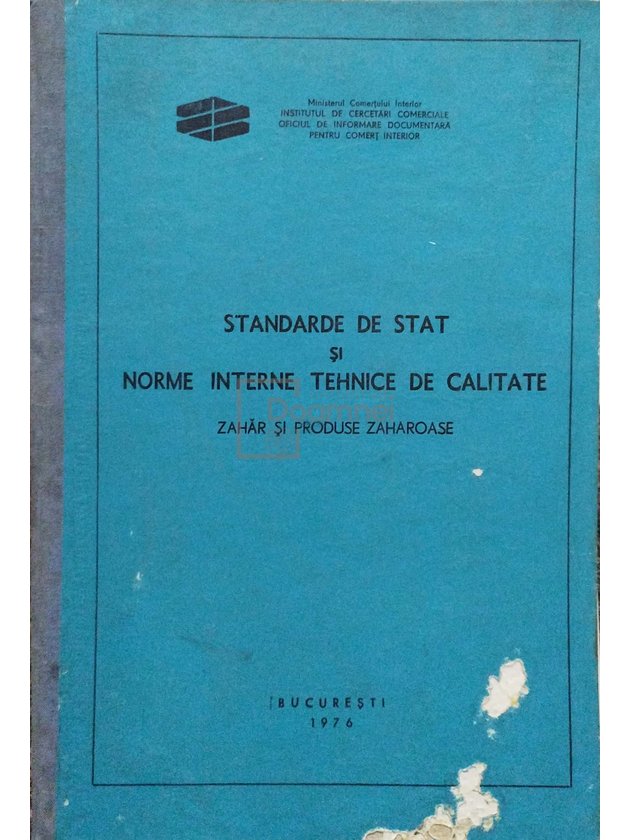 Ministerul Comerțului Interior
INSTITUTUL DE CERCETĂRI COMERCIALE
OFICIUL DE INFORMARE DOCUMENTARĂ
PENTRU COMERȚ INTERIOR
STANDARDE DE STAT
ȘI
NORME INTERNE TEHNICE DE CALITATE
ZAHĂR ȘI PRODUSE ZAHAROASE
BUCUREȘTI
1976